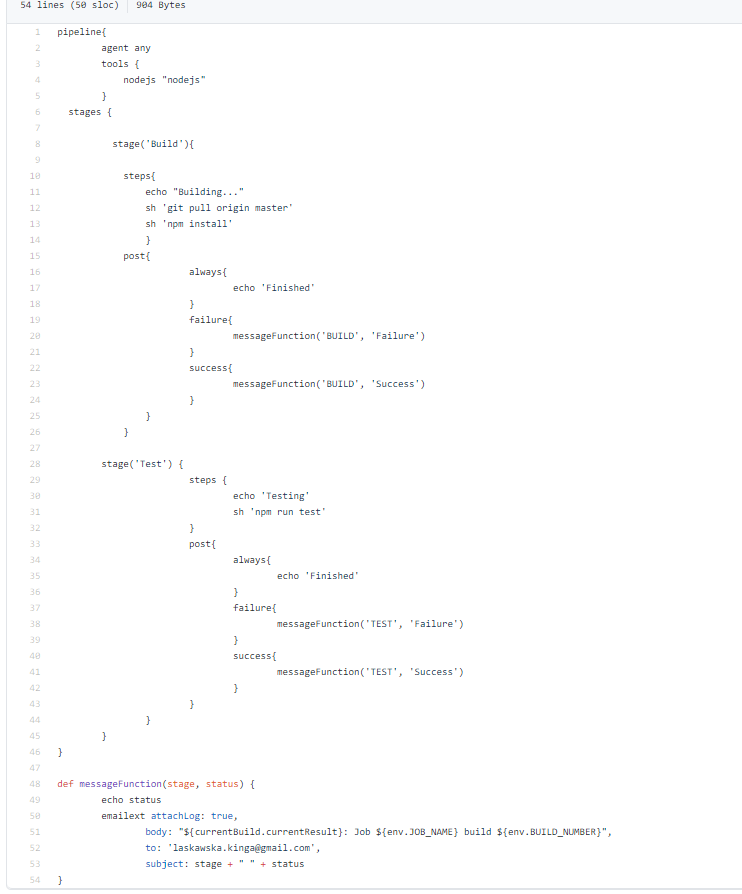 54 lines (50 sloc) 904 Bytes
1 pipeline{
2 agent any
3 tools {
4 nodejs "nodejs"
5 }
6 stages {
7
8 stage('Build'){
9
10 steps{
11 echo "Building..."
12 sh 'git pull origin master'
13 sh 'npm install'
14 }
15 post{
16 always{
17 echo 'Finished'
18 }
19 failure{
20 messageFunction('BUILD', 'Failure')
21 }
22 success{
23 messageFunction('BUILD', 'Success')
24 }
25 }
26 }
27
28 stage('Test') {
29 steps {
30 echo 'Testing'
31 sh 'npm run test'
32 }
33 post{
34 always{
35 echo 'Finished'
36 }
37 failure{
38 messageFunction('TEST', 'Failure')
39 }
40 success{
41 messageFunction('TEST', 'Success')
42 }
43 }
44 }
45 }
46 }
47
48 def messageFunction(stage, status) {
49 echo status
50 emailext attachLog: true,
51 body: "${currentBuild.currentResult}: Job ${env.JOB_NAME} build ${env.BUILD_NUMBER}",
52 to: 'laskawska.kinga@gmail.com',
53 subject: stage + " " + status
54 }